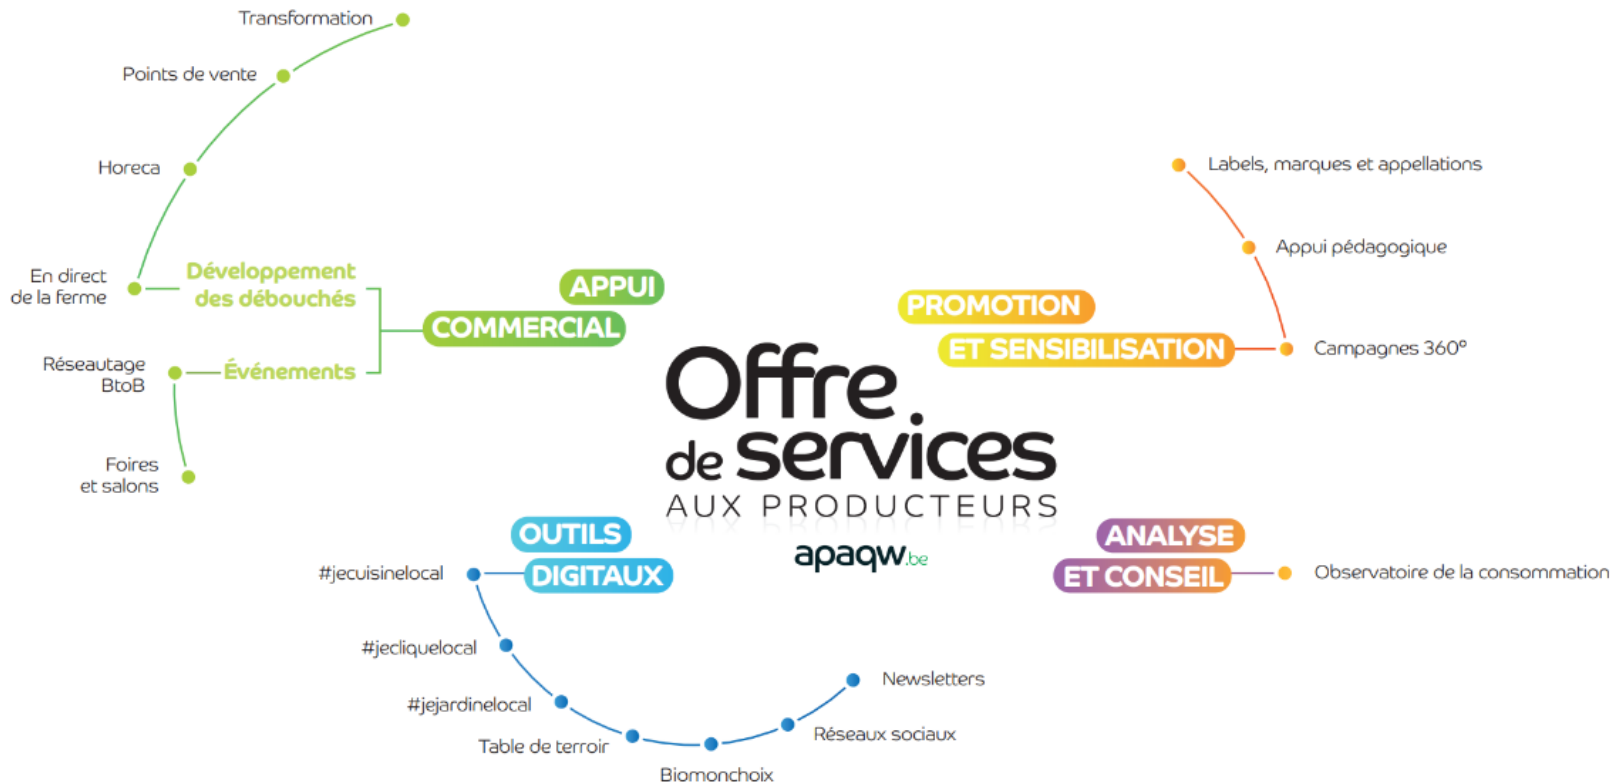 Transformation
Points de vente
Horeca
En direct
de la ferme
Développement
des débouchés
Réseautage
BtoB
Événements
Foires
et salons
APPUI
COMMERCIAL
PROMOTION
ET SENSIBILISATION
Labels, marques et appellations
Appui pédagogique
Campagnes 360°
Offre
de services
AUX PRODUCTEURS
apaqw.be
OUTILS
DIGITAUX
#jecuisinelocal
#jecliquelocal
#jejardinelocal
Table de terroir
Biomonchoix
Réseaux sociaux
Newsletters
ANALYSE
ET CONSEIL
Observatoire de la consommation